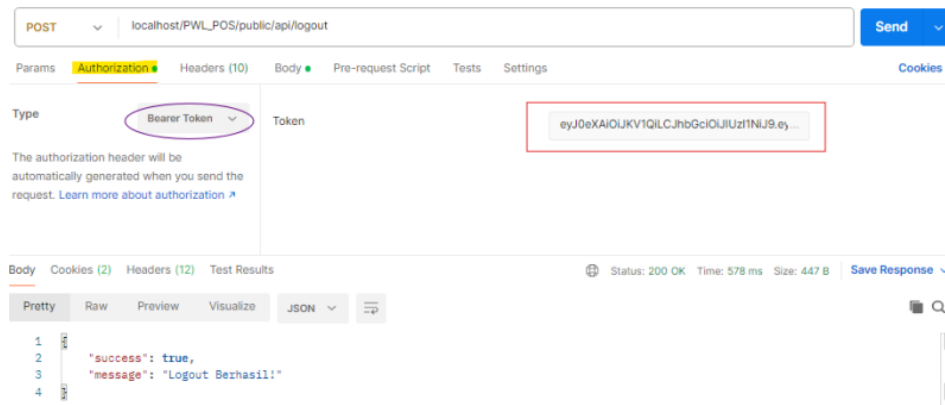 POST localhost/PWL_POS/public/api/logout Send
Params Authorization Headers (10) Body Pre-request Script Tests Settings Cookies
Type Bearer Token Token eyJ0eXAiOiJKV1QiLCJhbGciOiJIUzI1NiJ9.ey...
The authorization header will be
automatically generated when you send the
request. Learn more about authorization ↗
Body Cookies (2) Headers (12) Test Results Status: 200 OK Time: 578 ms Size: 447 B Save Response
Pretty Raw Preview Visualize JSON
1 {
2 "success": true,
3 "message": "Logout Berhasil!"
4 }